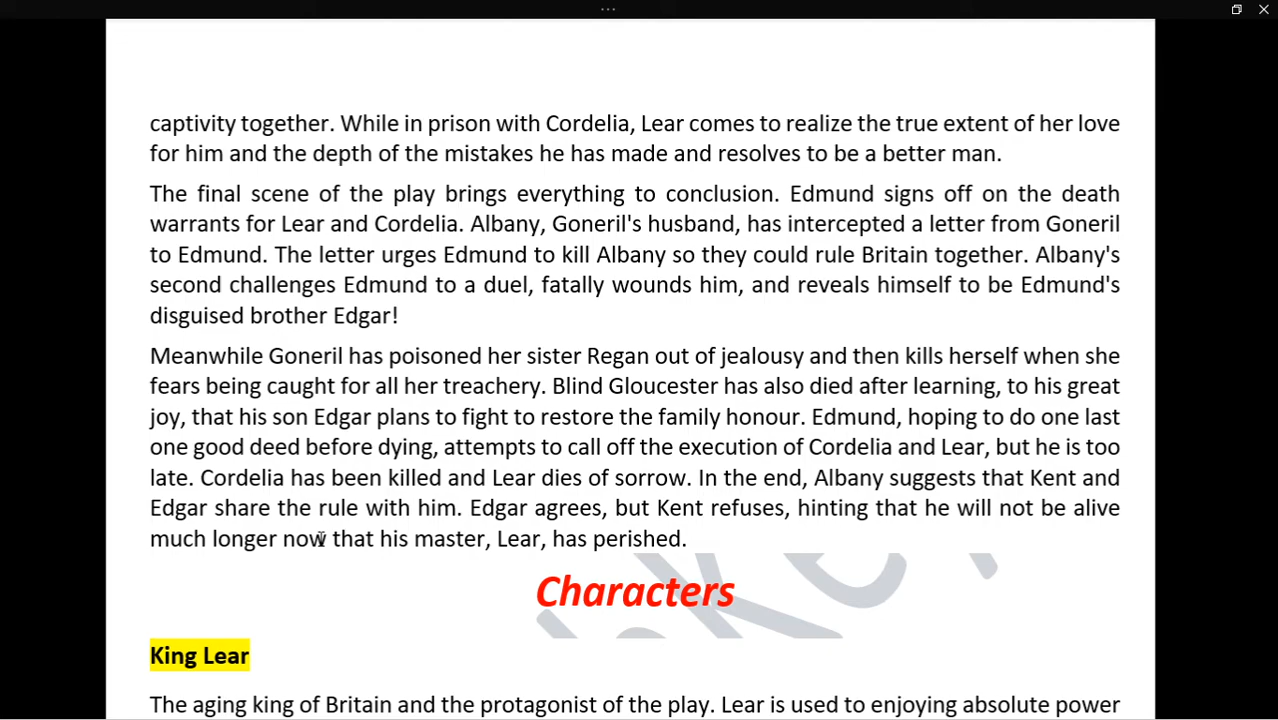 captivity together. While in prison with Cordelia, Lear comes to realize the true extent of her love
for him and the depth of the mistakes he has made and resolves to be a better man.
The final scene of the play brings everything to conclusion. Edmund signs off on the death
warrants for Lear and Cordelia. Albany, Goneril's husband, has intercepted a letter from Goneril
to Edmund. The letter urges Edmund to kill Albany so they could rule Britain together. Albany's
second challenges Edmund to a duel, fatally wounds him, and reveals himself to be Edmund's
disguised brother Edgar!
Meanwhile Goneril has poisoned her sister Regan out of jealousy and then kills herself when she
fears being caught for all her treachery. Blind Gloucester has also died after learning, to his great
joy, that his son Edgar plans to fight to restore the family honour. Edmund, hoping to do one last
one good deed before dying, attempts to call off the execution of Cordelia and Lear, but he is too
late. Cordelia has been killed and Lear dies of sorrow. In the end, Albany suggests that Kent and
Edgar share the rule with him. Edgar agrees, but Kent refuses, hinting that he will not be alive
much longer now that his master, Lear, has perished.
Characters
King Lear
The aging king of Britain and the protagonist of the play. Lear is used to enjoying absolute power